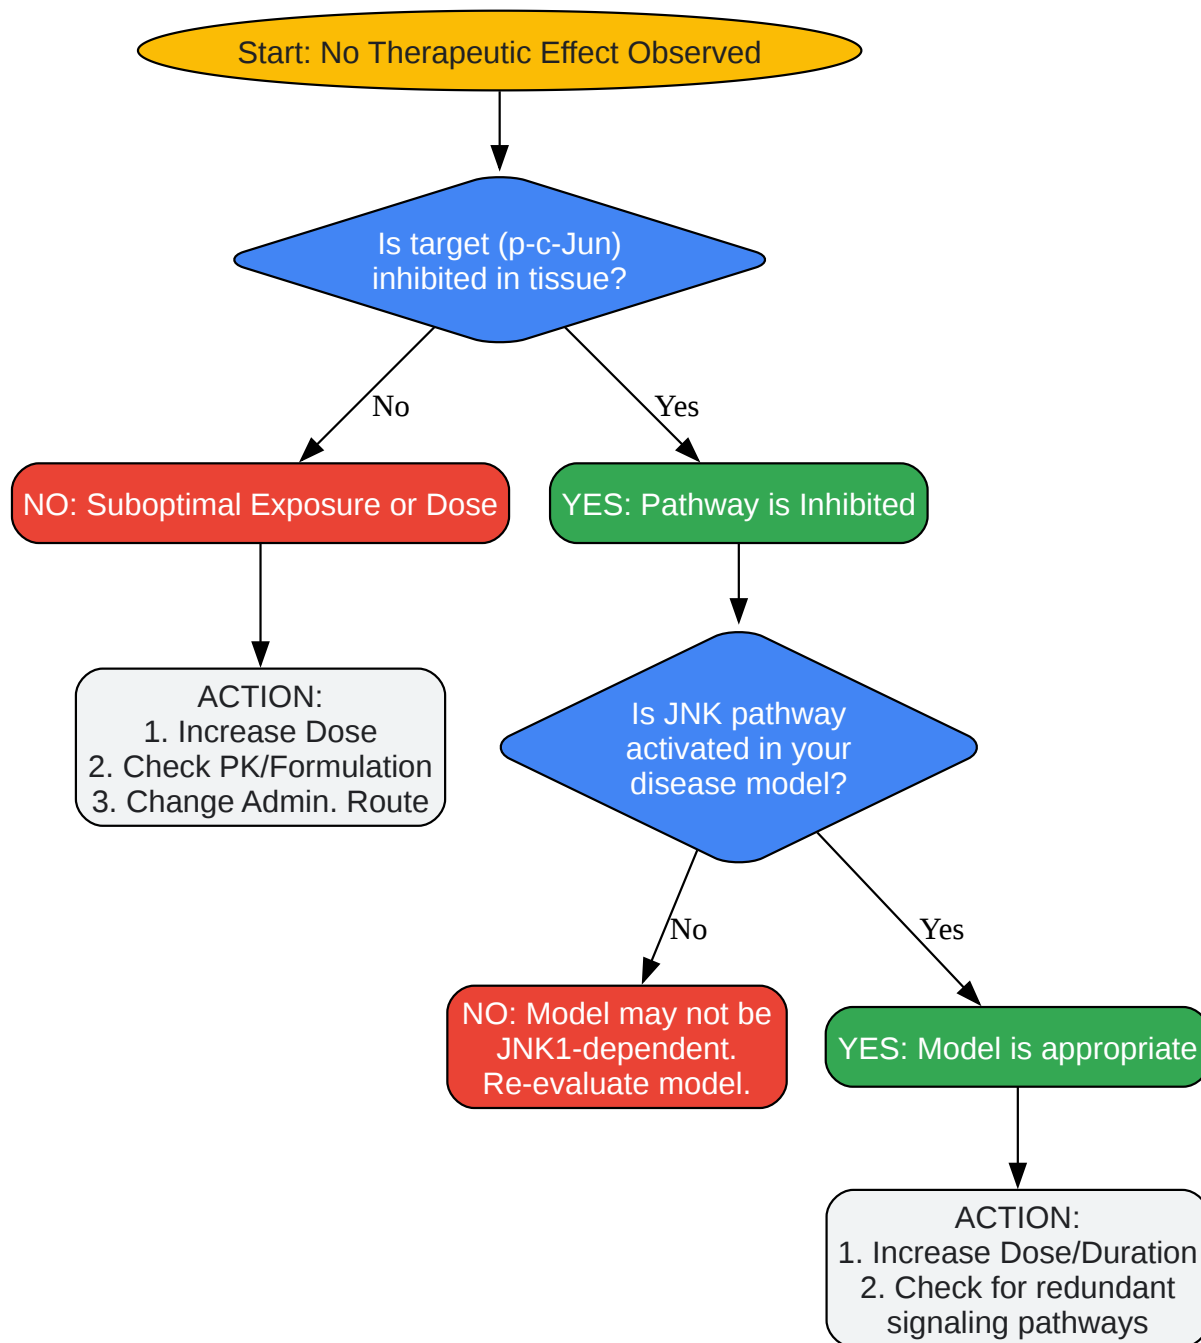 Start: No Therapeutic Effect Observed
Is target (p-c-Jun)
inhibited in tissue?
No
Yes
NO: Suboptimal Exposure or Dose
YES: Pathway is Inhibited
ACTION:
1. Increase Dose
2. Check PK/Formulation
3. Change Admin. Route
Is JNK pathway
activated in your
disease model?
No
Yes
NO: Model may not be
JNK1-dependent.
Re-evaluate model.
YES: Model is appropriate
ACTION:
1. Increase Dose/Duration
2. Check for redundant
signaling pathways